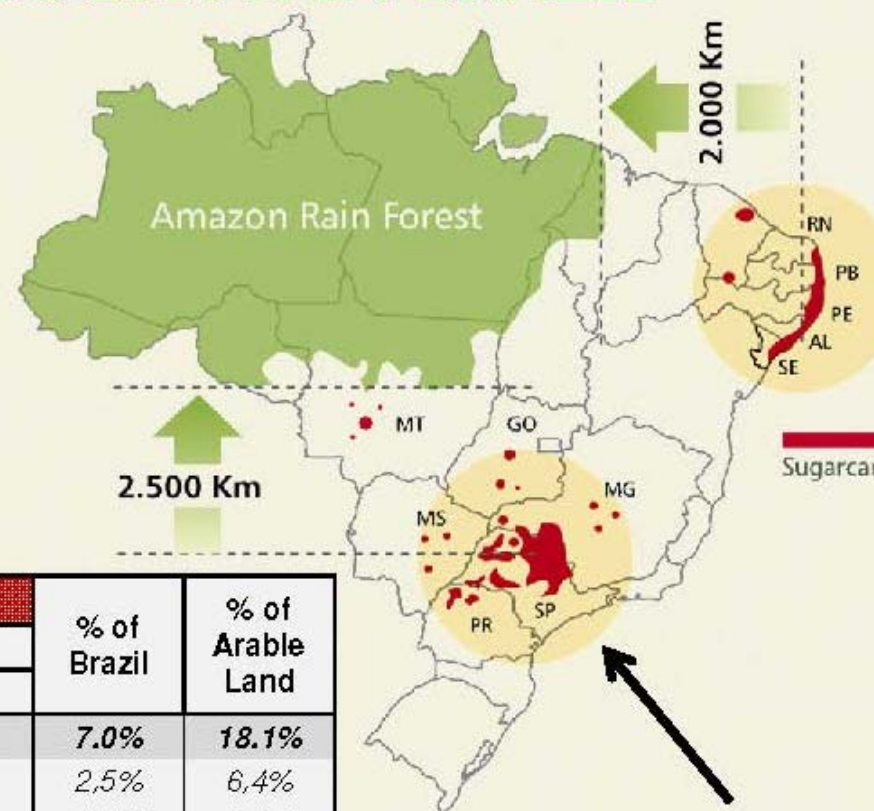 2.000 Km
Amazon Rain Forest
RN
PB
PE
AL
SE
MT
GO
2.500 Km
MG
MS
SP
PR
% of
Brazil
% of
Arable
Land
7.0%
18.1%
2,5%
6,4%